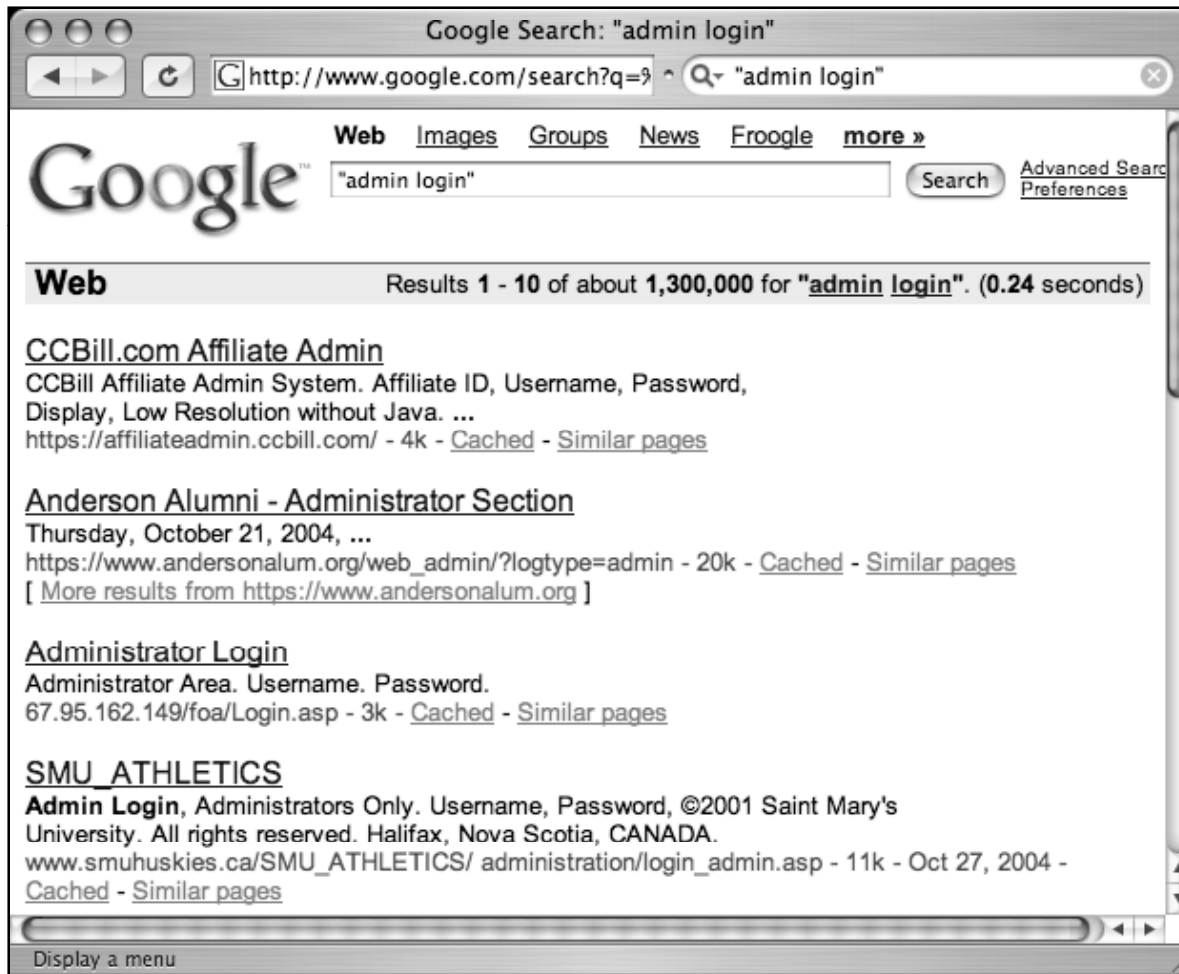 Google Search: "admin login"
http://www.google.com/search?q=% "admin login"
Web Images Groups News Froogle more »
Google™ "admin login" Search Advanced Searc
Preferences
Web Results 1 - 10 of about 1,300,000 for "admin login". (0.24 seconds)
CCBill.com Affiliate Admin
CCBill Affiliate Admin System. Affiliate ID, Username, Password,
Display, Low Resolution without Java. ...
https://affiliateadmin.ccbill.com/ - 4k - Cached - Similar pages
Anderson Alumni - Administrator Section
Thursday, October 21, 2004, ...
https://www.andersonalum.org/web_admin/?logtype=admin - 20k - Cached - Similar pages
[ More results from https://www.andersonalum.org ]
Administrator Login
Administrator Area. Username. Password.
67.95.162.149/foa/Login.asp - 3k - Cached - Similar pages
SMU_ATHLETICS
Admin Login, Administrators Only. Username, Password, ©2001 Saint Mary's
University. All rights reserved. Halifax, Nova Scotia, CANADA.
www.smuhuskies.ca/SMU_ATHLETICS/ administration/login_admin.asp - 11k - Oct 27, 2004 -
Cached - Similar pages
Display a menu